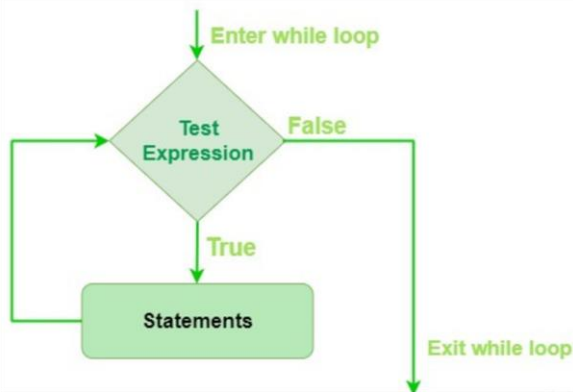 Enter while loop
Test
Expression
False
True
Statements
Exit while loop